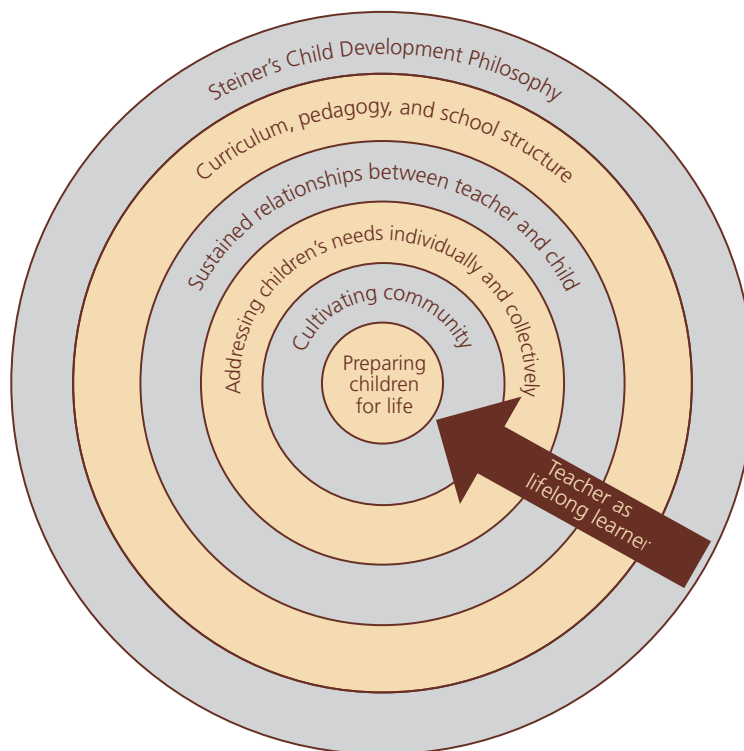 Steiner's Child Development Philosophy
Curriculum, pedagogy, and school structure
Sustained relationships between teacher and child
Addressing children's needs individually and collectively
Cultivating community
Preparing
children
for life
Teacher as
lifelong learner